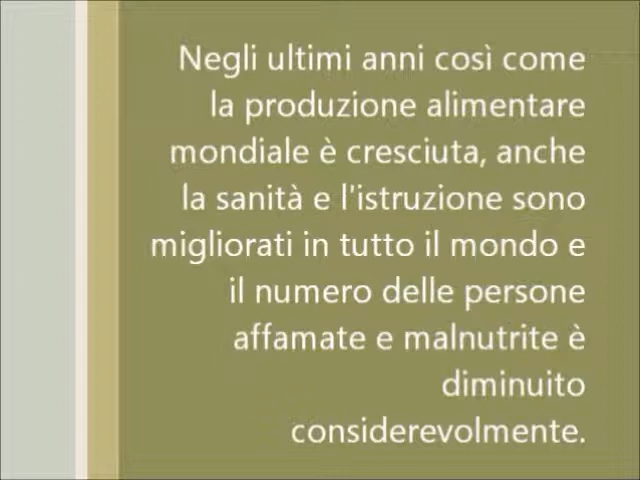 Negli ultimi anni così come
la produzione alimentare
mondiale è cresciuta, anche
la sanità e l'istruzione sono
migliorati in tutto il mondo e
il numero delle persone
affamate e malnutrite è
diminuito
considerevolmente.